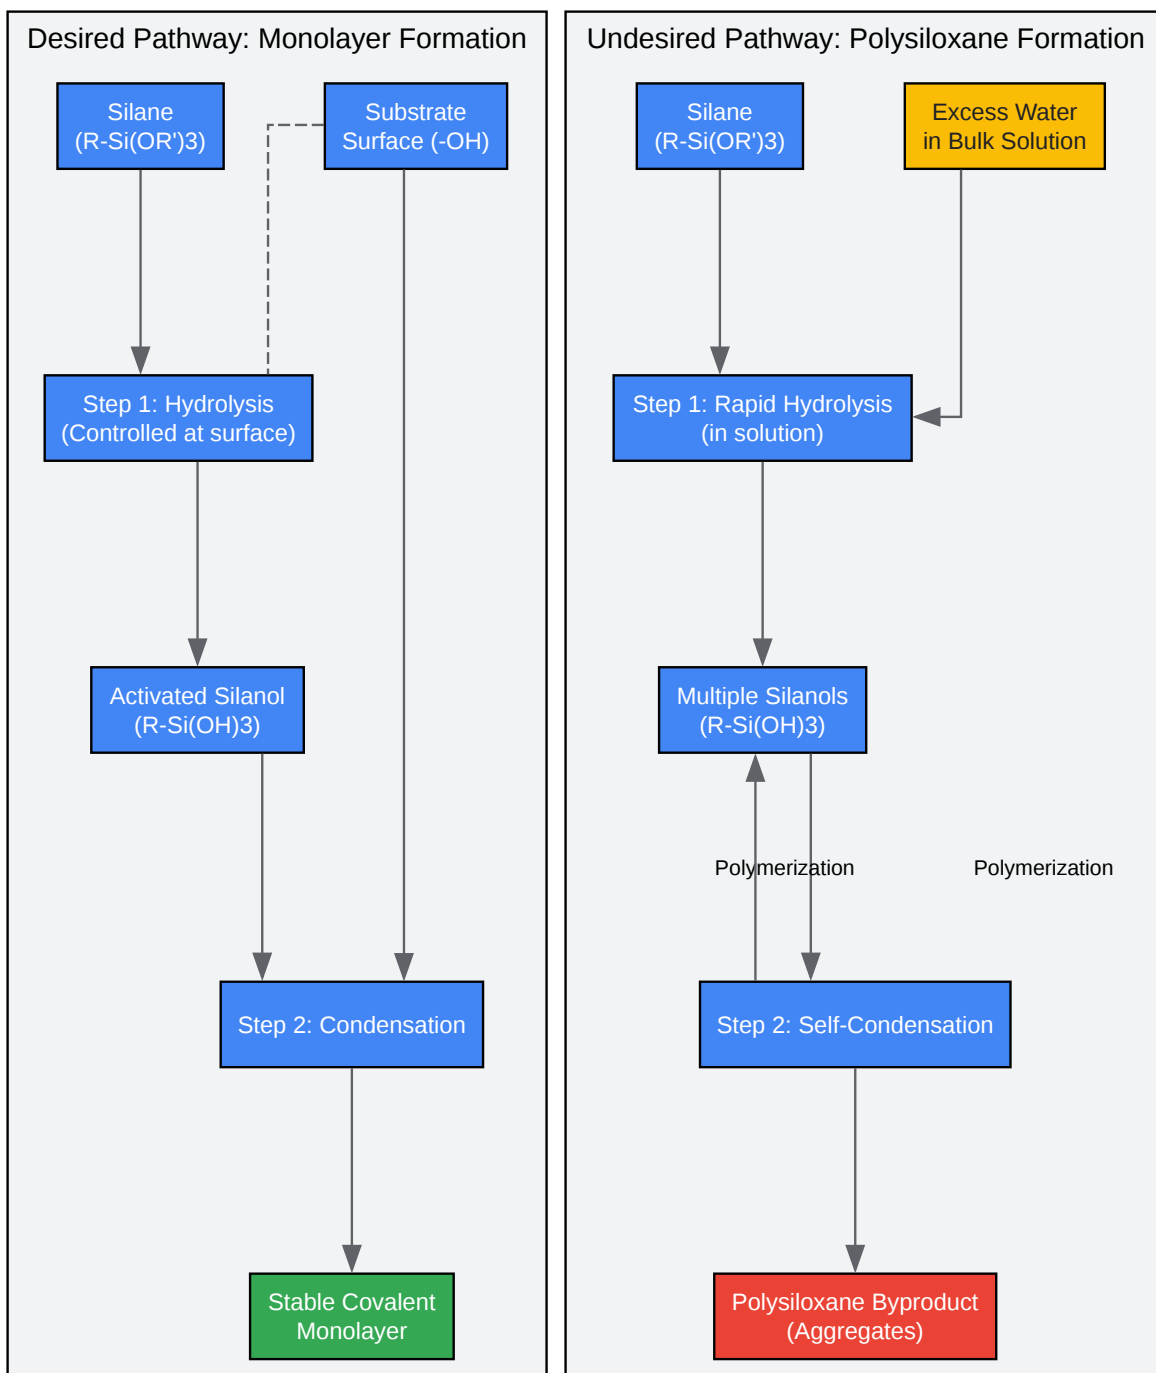 Desired Pathway: Monolayer Formation
Silane
(R-Si(OR')3)
Substrate
Surface (-OH)
Step 1: Hydrolysis
(Controlled at surface)
Activated Silanol
(R-Si(OH)3)
Step 2: Condensation
Stable Covalent
Monolayer
Undesired Pathway: Polysiloxane Formation
Silane
(R-Si(OR')3)
Excess Water
in Bulk Solution
Step 1: Rapid Hydrolysis
(in solution)
Multiple Silanols
(R-Si(OH)3)
Polymerization
Polymerization
Step 2: Self-Condensation
Polysiloxane Byproduct
(Aggregates)